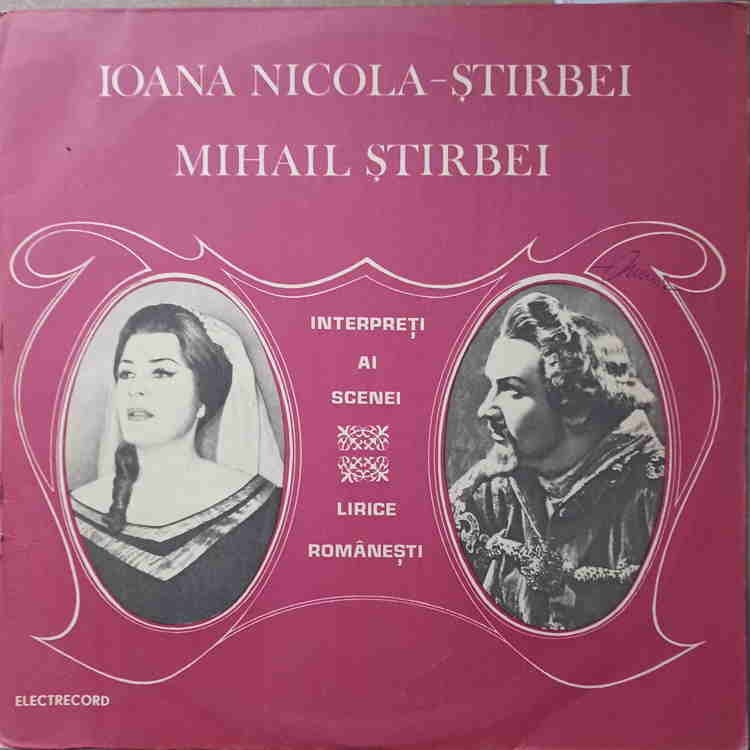 IOANA NICOLA-ȘTIRBEI
MIHAIL ȘTIRBEI
INTERPREȚI
AI
SCENEI
LIRICE
ROMÂNEȘTI
ELECTRECORD